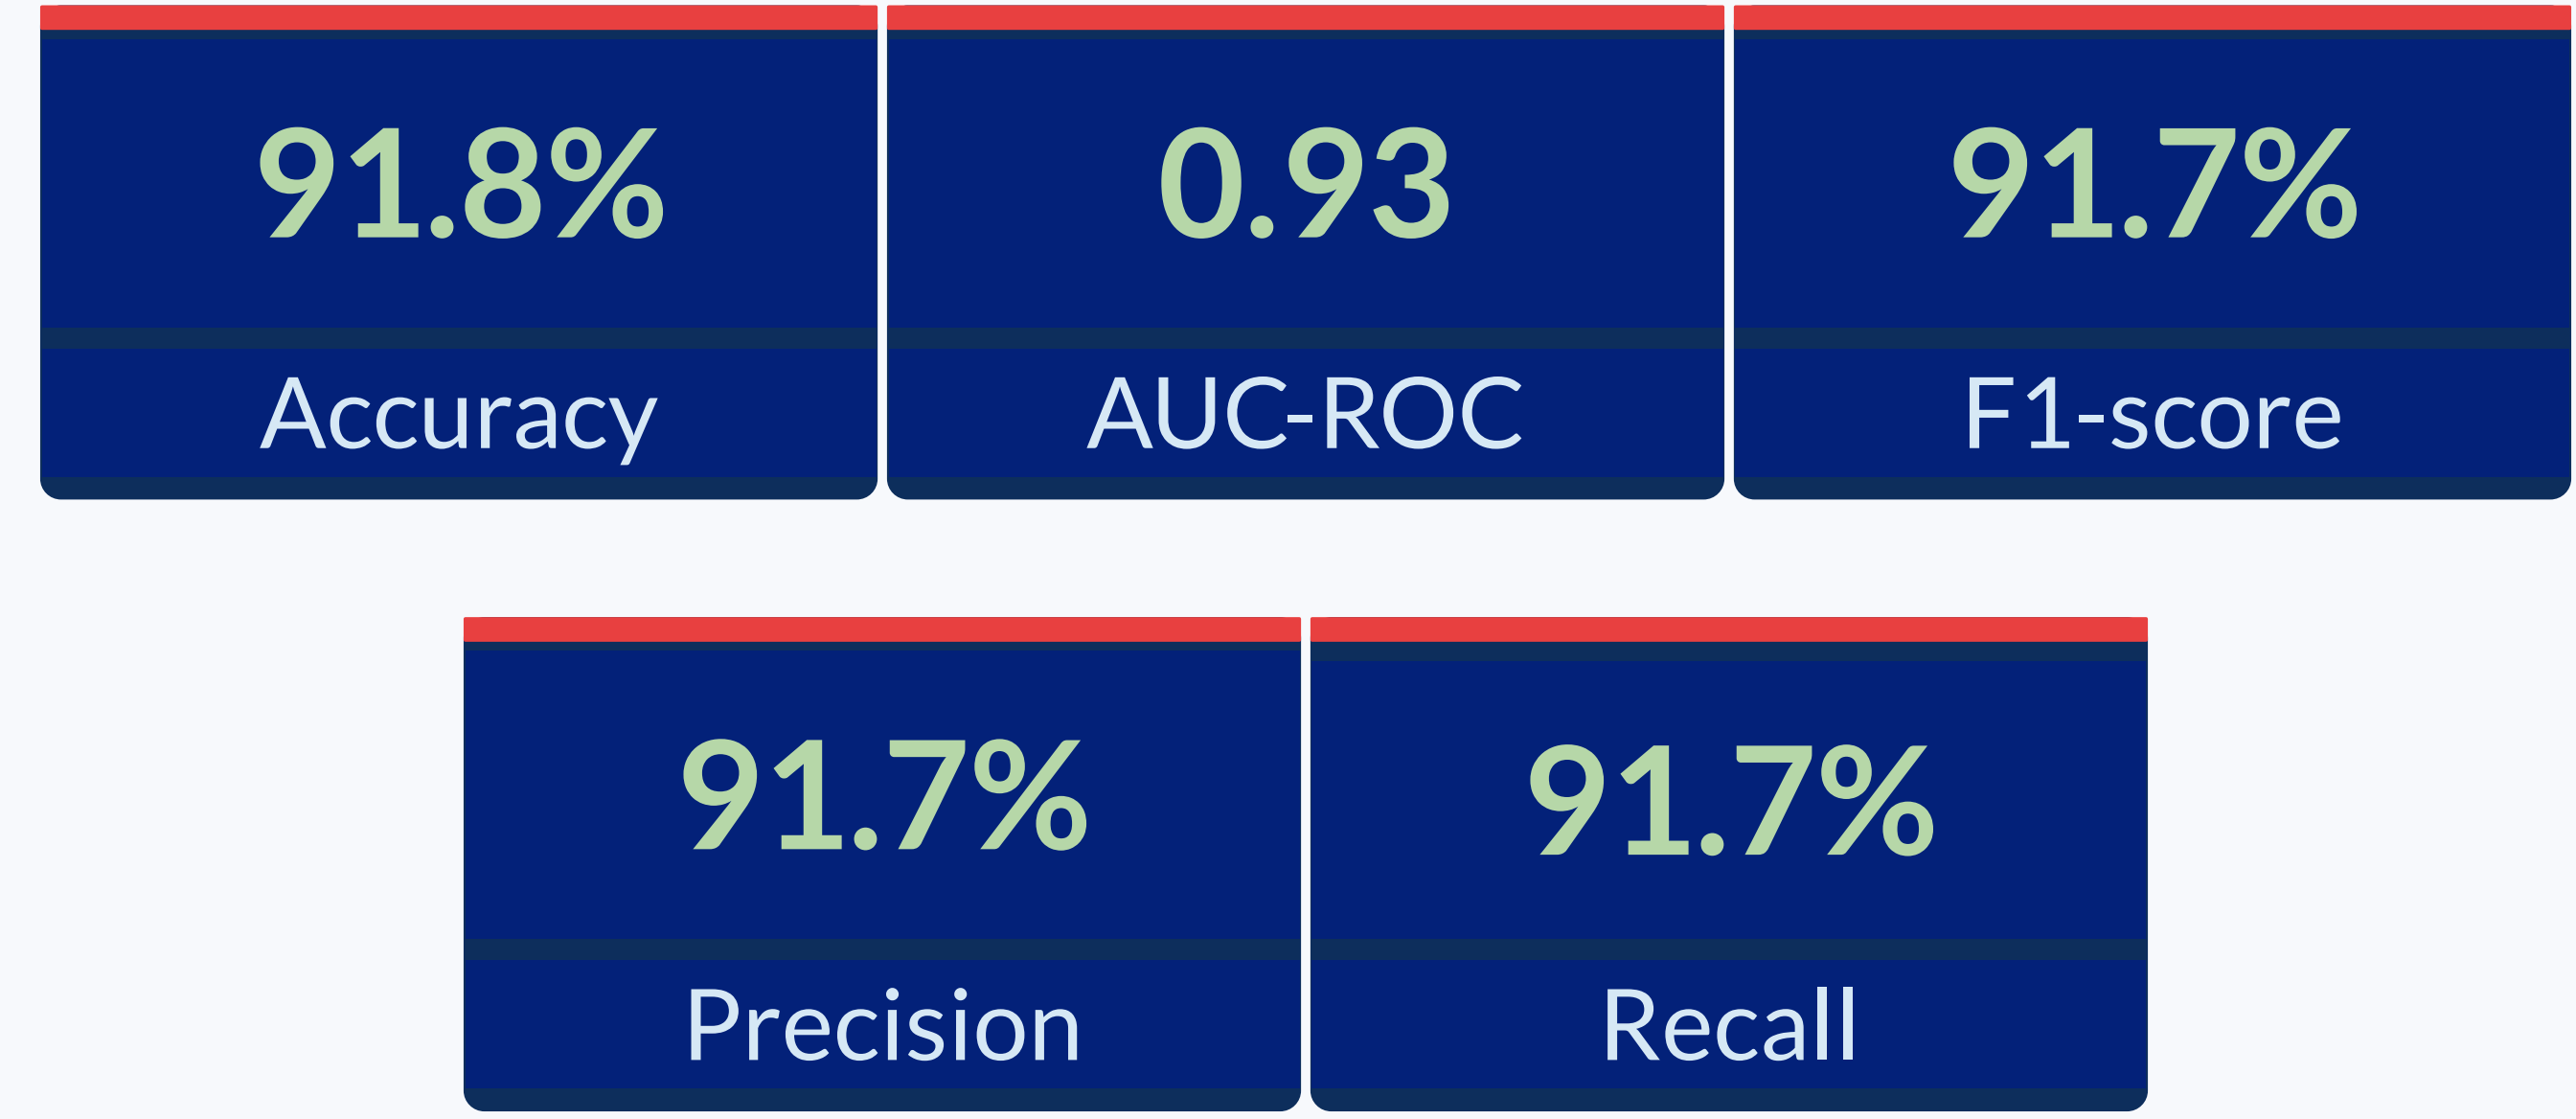 91.8%
Accuracy
0.93
AUC-ROC
91.7%
F1-score
91.7%
Precision
91.7%
Recall